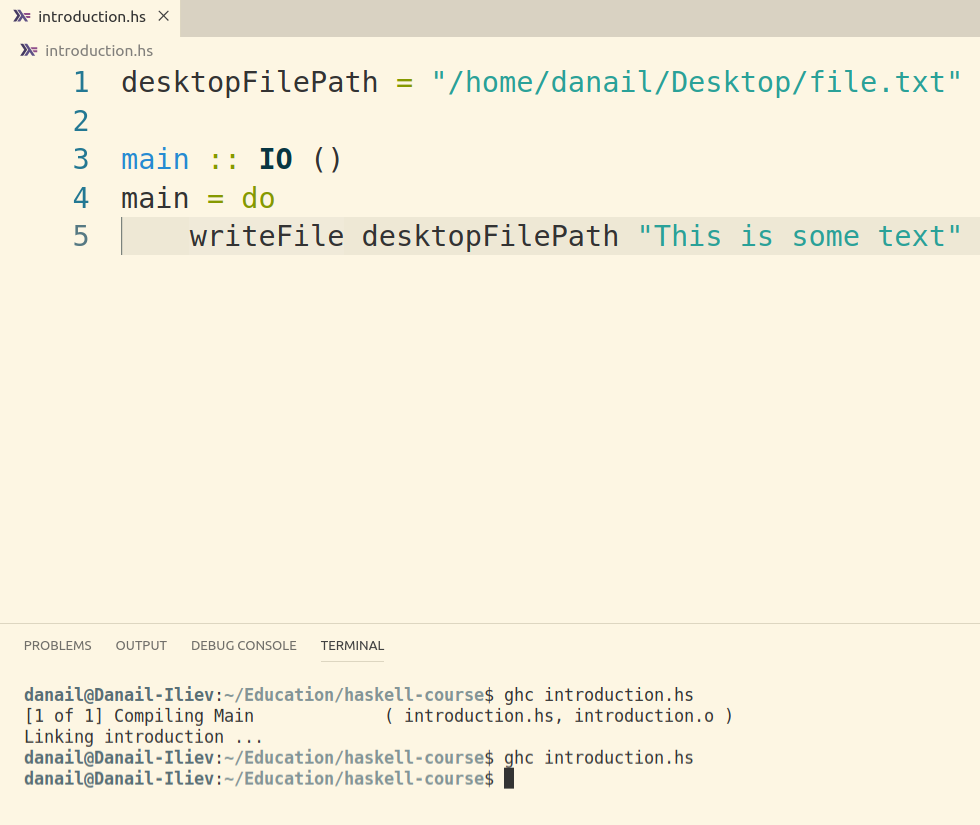 introduction.hs
introduction.hs
1 desktopFilePath = "/home/danail/Desktop/file.txt"
2
3 main :: IO ()
4 main = do
5     writeFile desktopFilePath "This is some text"
PROBLEMS OUTPUT DEBUG CONSOLE TERMINAL
danail@Danail-Iliev:~/Education/haskell-course$ ghc introduction.hs
[1 of 1] Compiling Main             ( introduction.hs, introduction.o )
Linking introduction ...
danail@Danail-Iliev:~/Education/haskell-course$ ghc introduction.hs
danail@Danail-Iliev:~/Education/haskell-course$